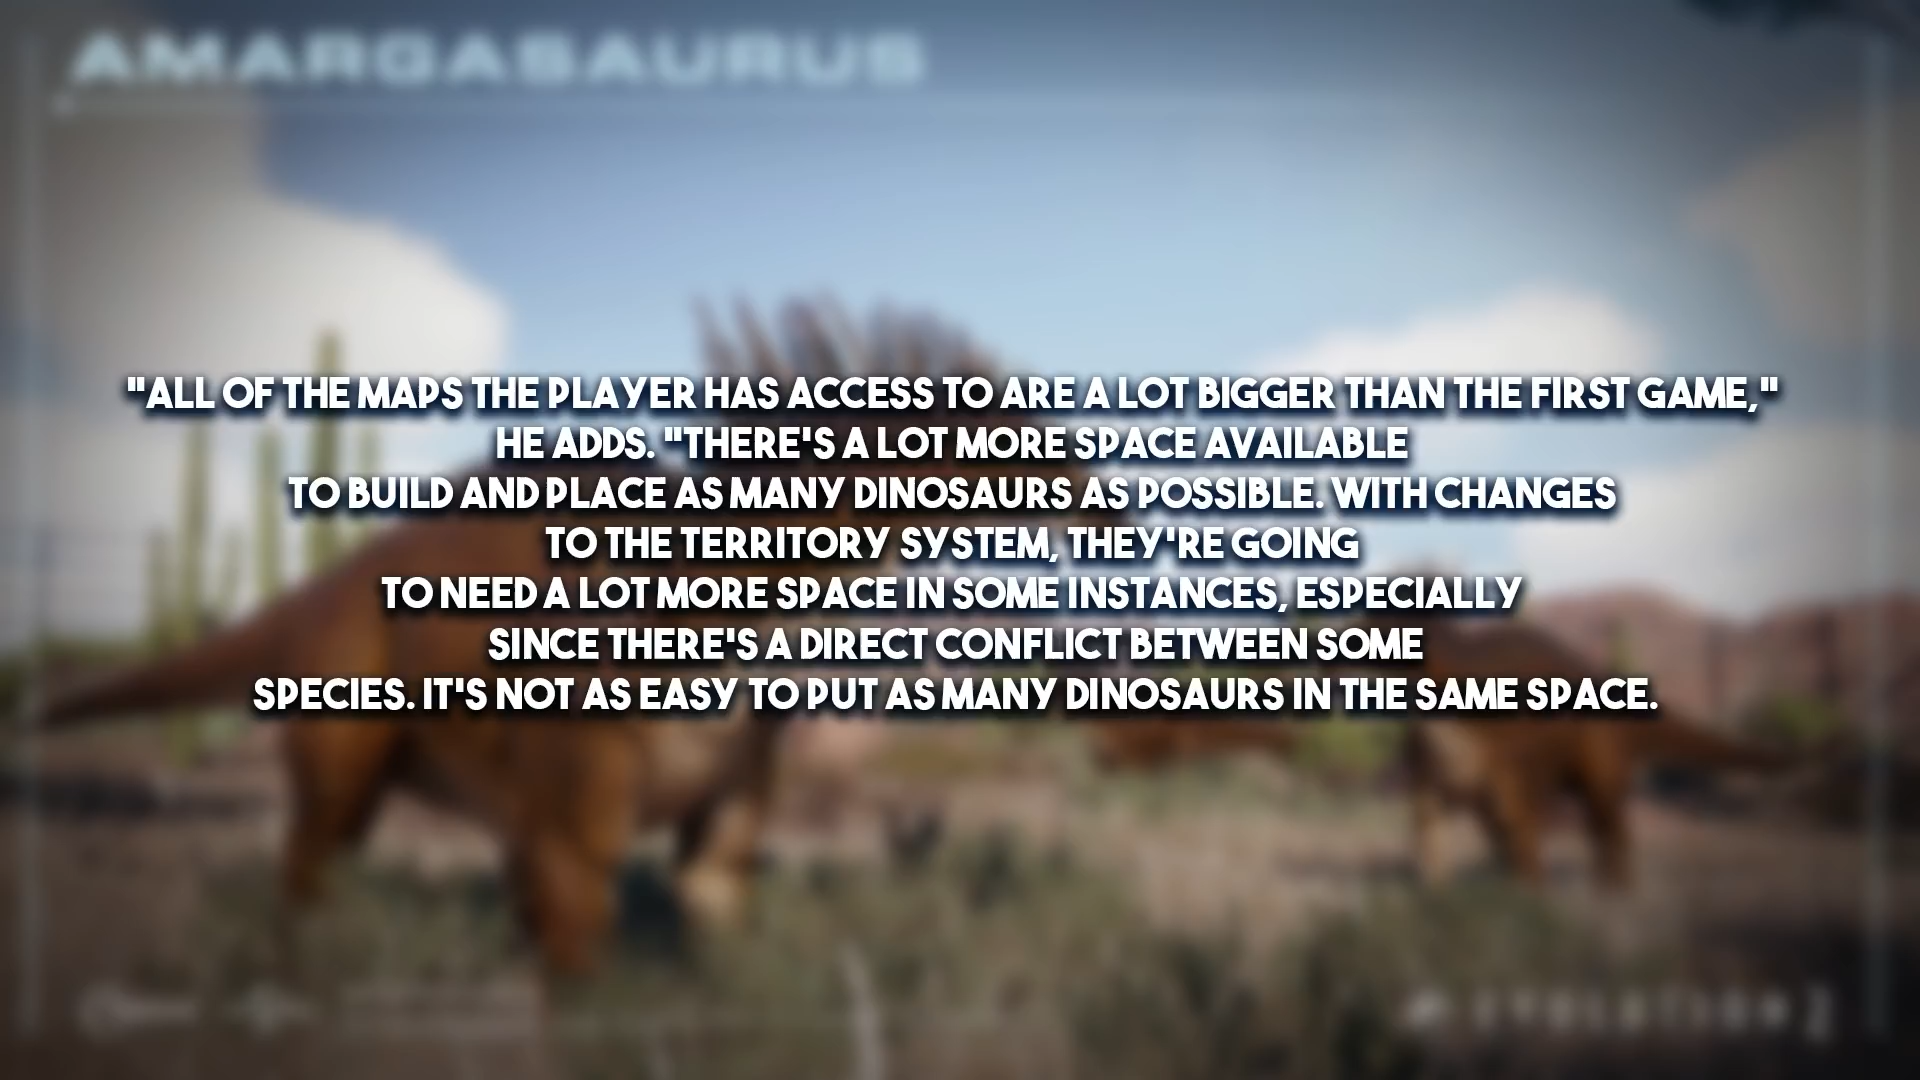 AMARGASAURUS
"ALL OF THE MAPS THE PLAYER HAS ACCESS TO ARE A LOT BIGGER THAN THE FIRST GAME,"
HE ADDS. "THERE'S A LOT MORE SPACE AVAILABLE
TO BUILD AND PLACE AS MANY DINOSAURS AS POSSIBLE. WITH CHANGES
TO THE TERRITORY SYSTEM, THEY'RE GOING
TO NEED A LOT MORE SPACE IN SOME INSTANCES, ESPECIALLY
SINCE THERE'S A DIRECT CONFLICT BETWEEN SOME
SPECIES. IT'S NOT AS EASY TO PUT AS MANY DINOSAURS IN THE SAME SPACE.
EVOLUTION 2